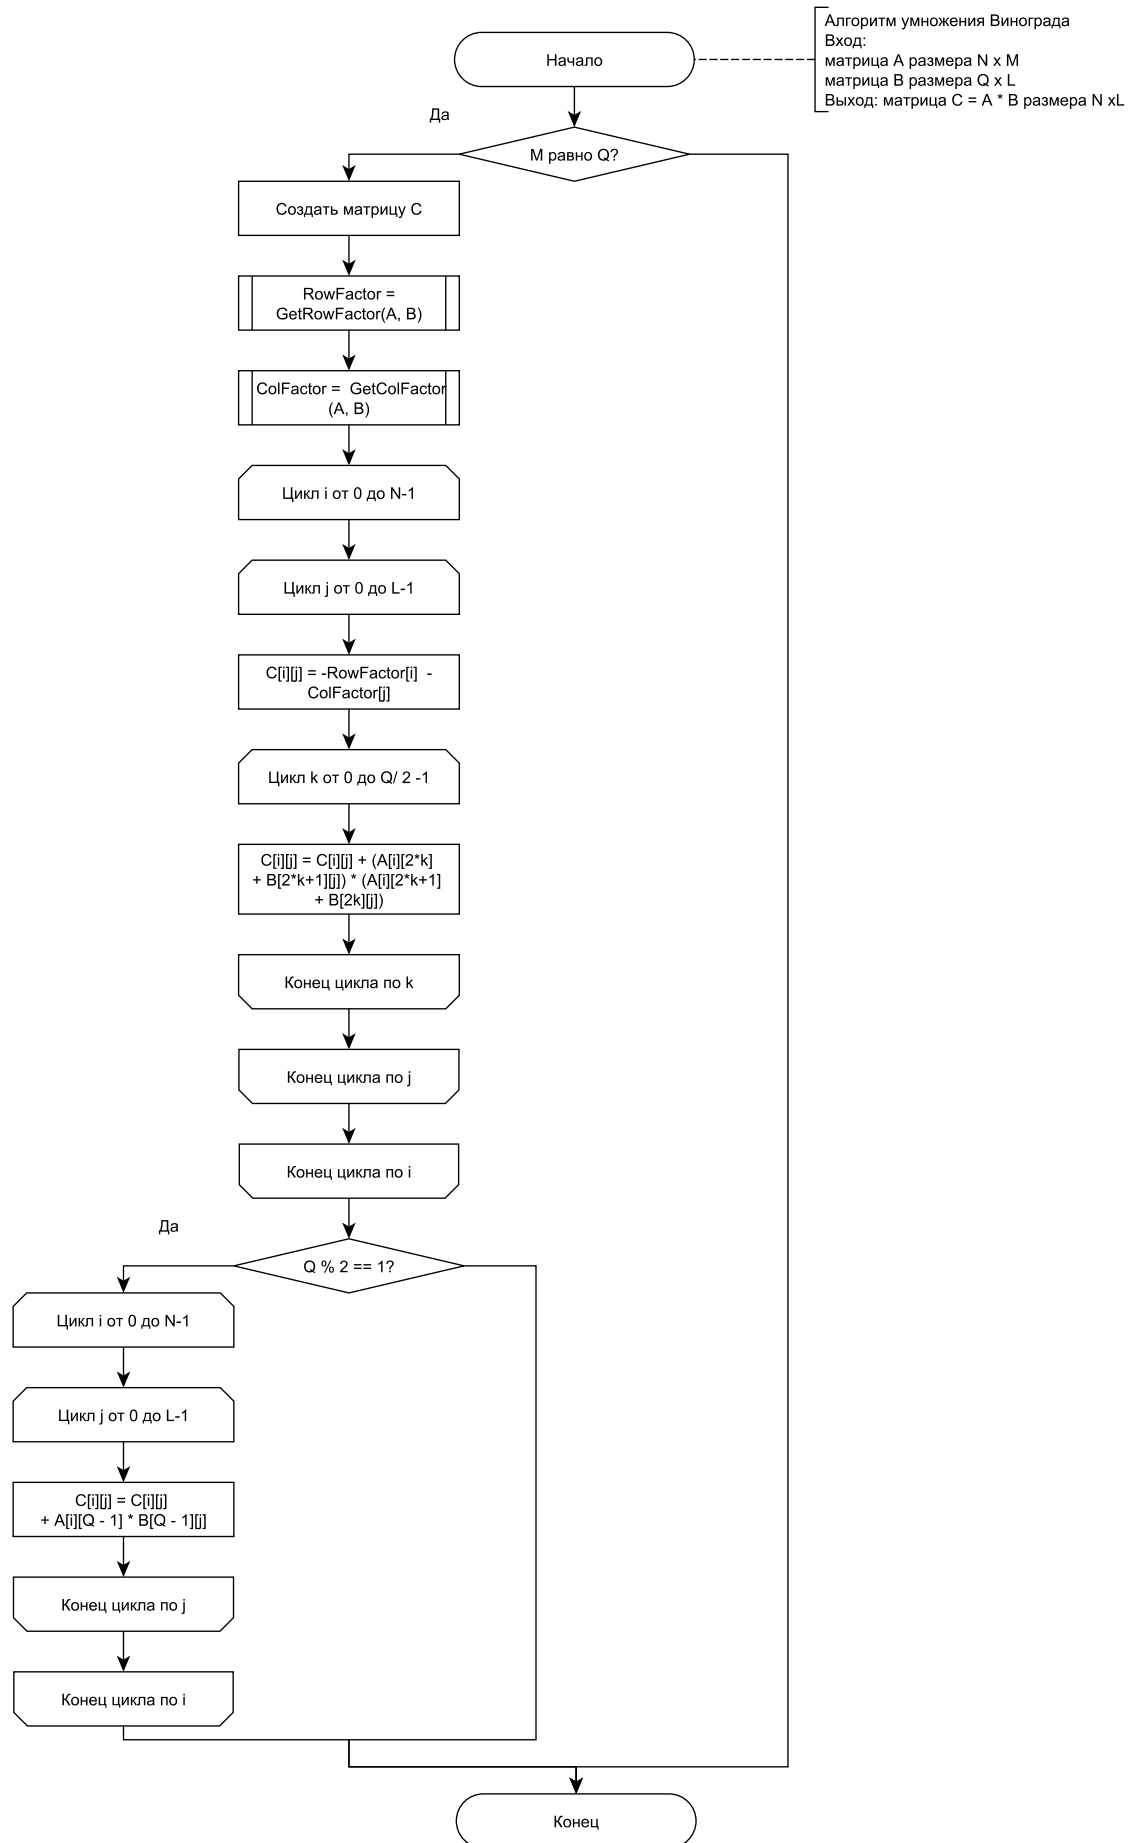 Алгоритм умножения Винограда
Вход:
матрица А размера N x M
матрица В размера Q x L
Выход: матрица С = A * B размера N xL
Начало
Да
M равно Q?
Создать матрицу С
RowFactor =
GetRowFactor(A, B)
ColFactor =  GetColFactor
(A, B)
Цикл i от 0 до N-1
Цикл j от 0 до L-1
C[i][j] = -RowFactor[i]  -
ColFactor[j]
Цикл k от 0 до Q/ 2 -1
C[i][j] = C[i][j] + (A[i][2*k]
+ B[2*k+1][j]) * (A[i][2*k+1]
+ B[2k][j])
Конец цикла по k
Конец цикла по j
Конец цикла по i
Да
Q % 2 == 1?
Цикл i от 0 до N-1
Цикл j от 0 до L-1
C[i][j] = C[i][j]
+ A[i][Q - 1] * B[Q - 1][j]
Конец цикла по j
Конец цикла по i
Конец